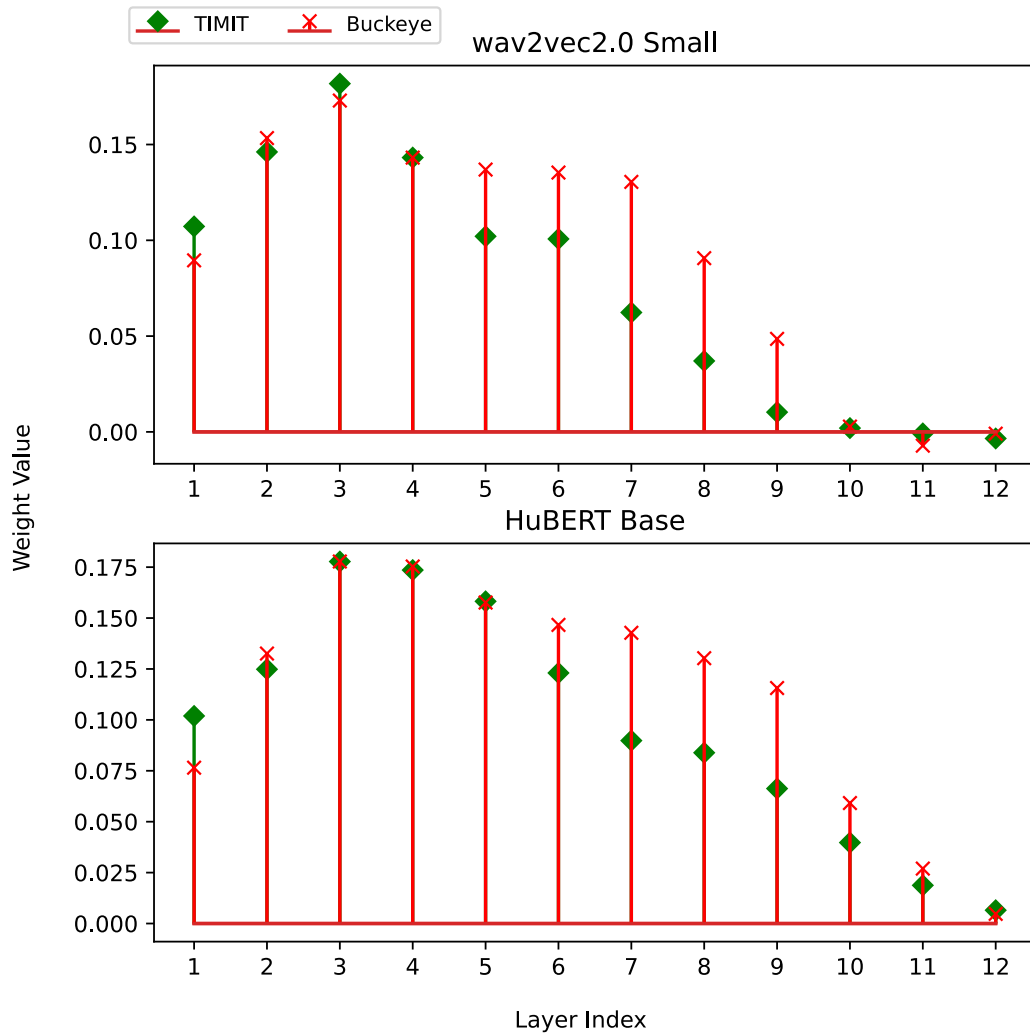 TIMIT Buckeye
wav2vec2.0 Small
0.15
0.10
0.05
0.00
1 2 3 4 5 6 7 8 9 10 11 12
Weight Value
HuBERT Base
0.175
0.150
0.125
0.100
0.075
0.050
0.025
0.000
1 2 3 4 5 6 7 8 9 10 11 12
Layer Index